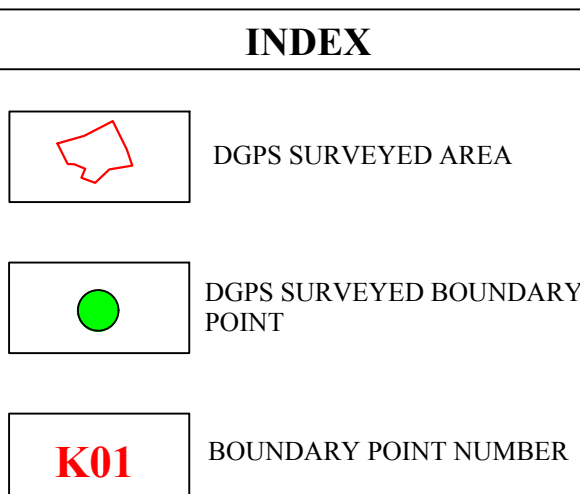 INDEX
DGPS SURVEYED AREA
DGPS SURVEYED BOUNDARY
POINT
K01
BOUNDARY POINT NUMBER